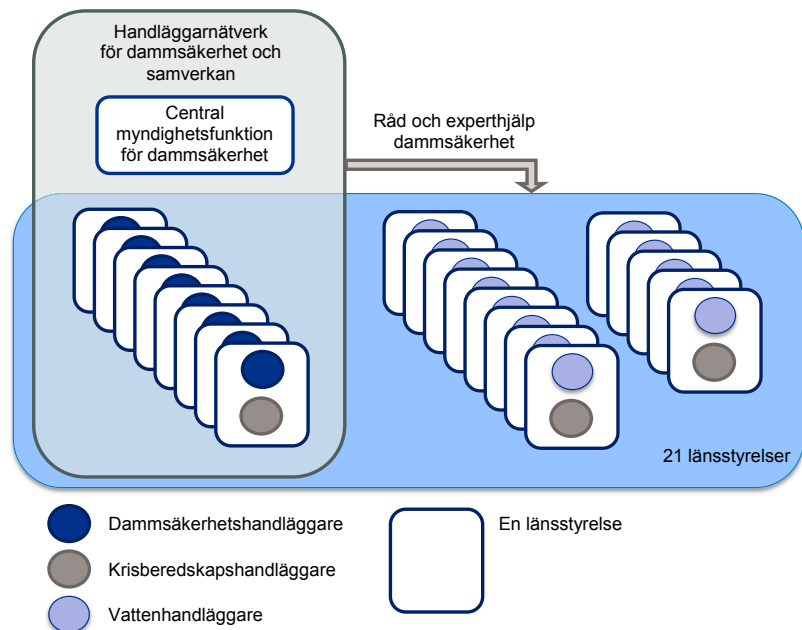 Handläggarnätverk
för dammsäkerhet och
samverkan
Central
myndighetsfunktion
för dammsäkerhet
Råd och experthjälp
dammsäkerhet
21 länsstyrelser
Dammsäkerhetshandläggare
En länsstyrelse
Krisberedskapshandläggare
Vattenhandläggare